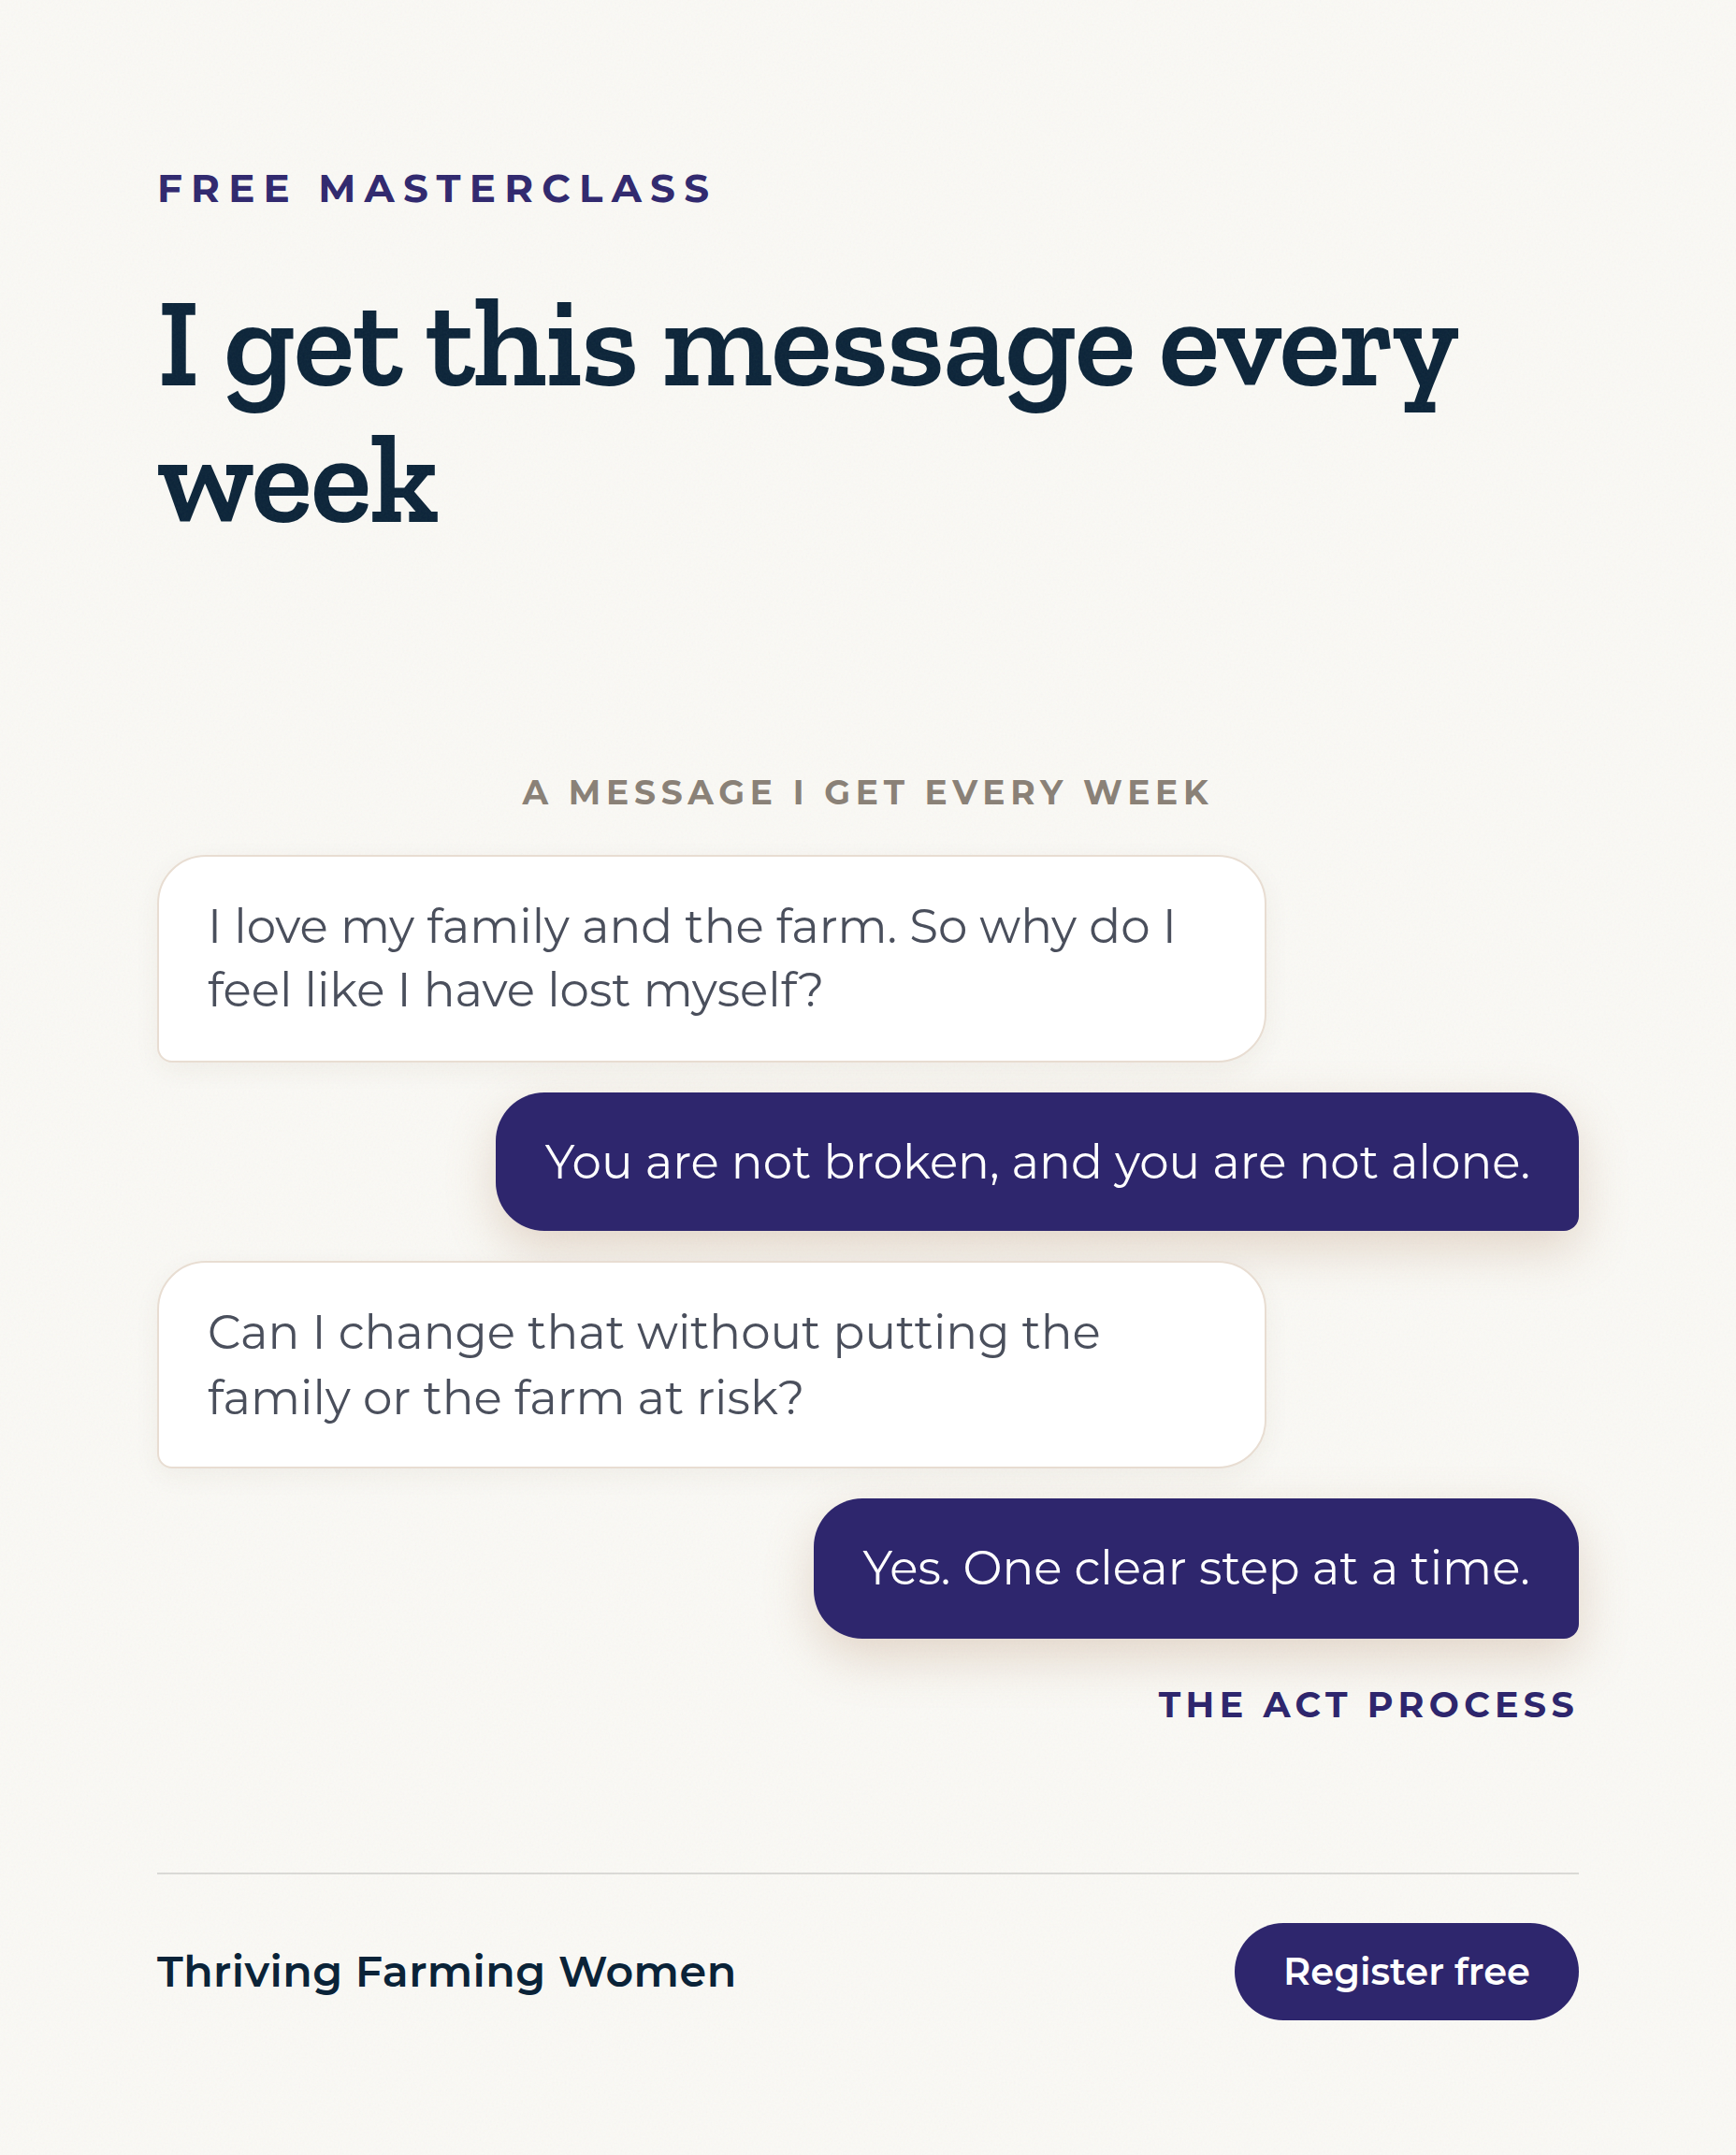 FREE MASTERCLASS
I get this message every
week
A MESSAGE I GET EVERY WEEK
I love my family and the farm. So why do I
feel like I have lost myself?
You are not broken, and you are not alone.
Can I change that without putting the
family or the farm at risk?
Yes. One clear step at a time.
THE ACT PROCESS
Thriving Farming Women
Register free